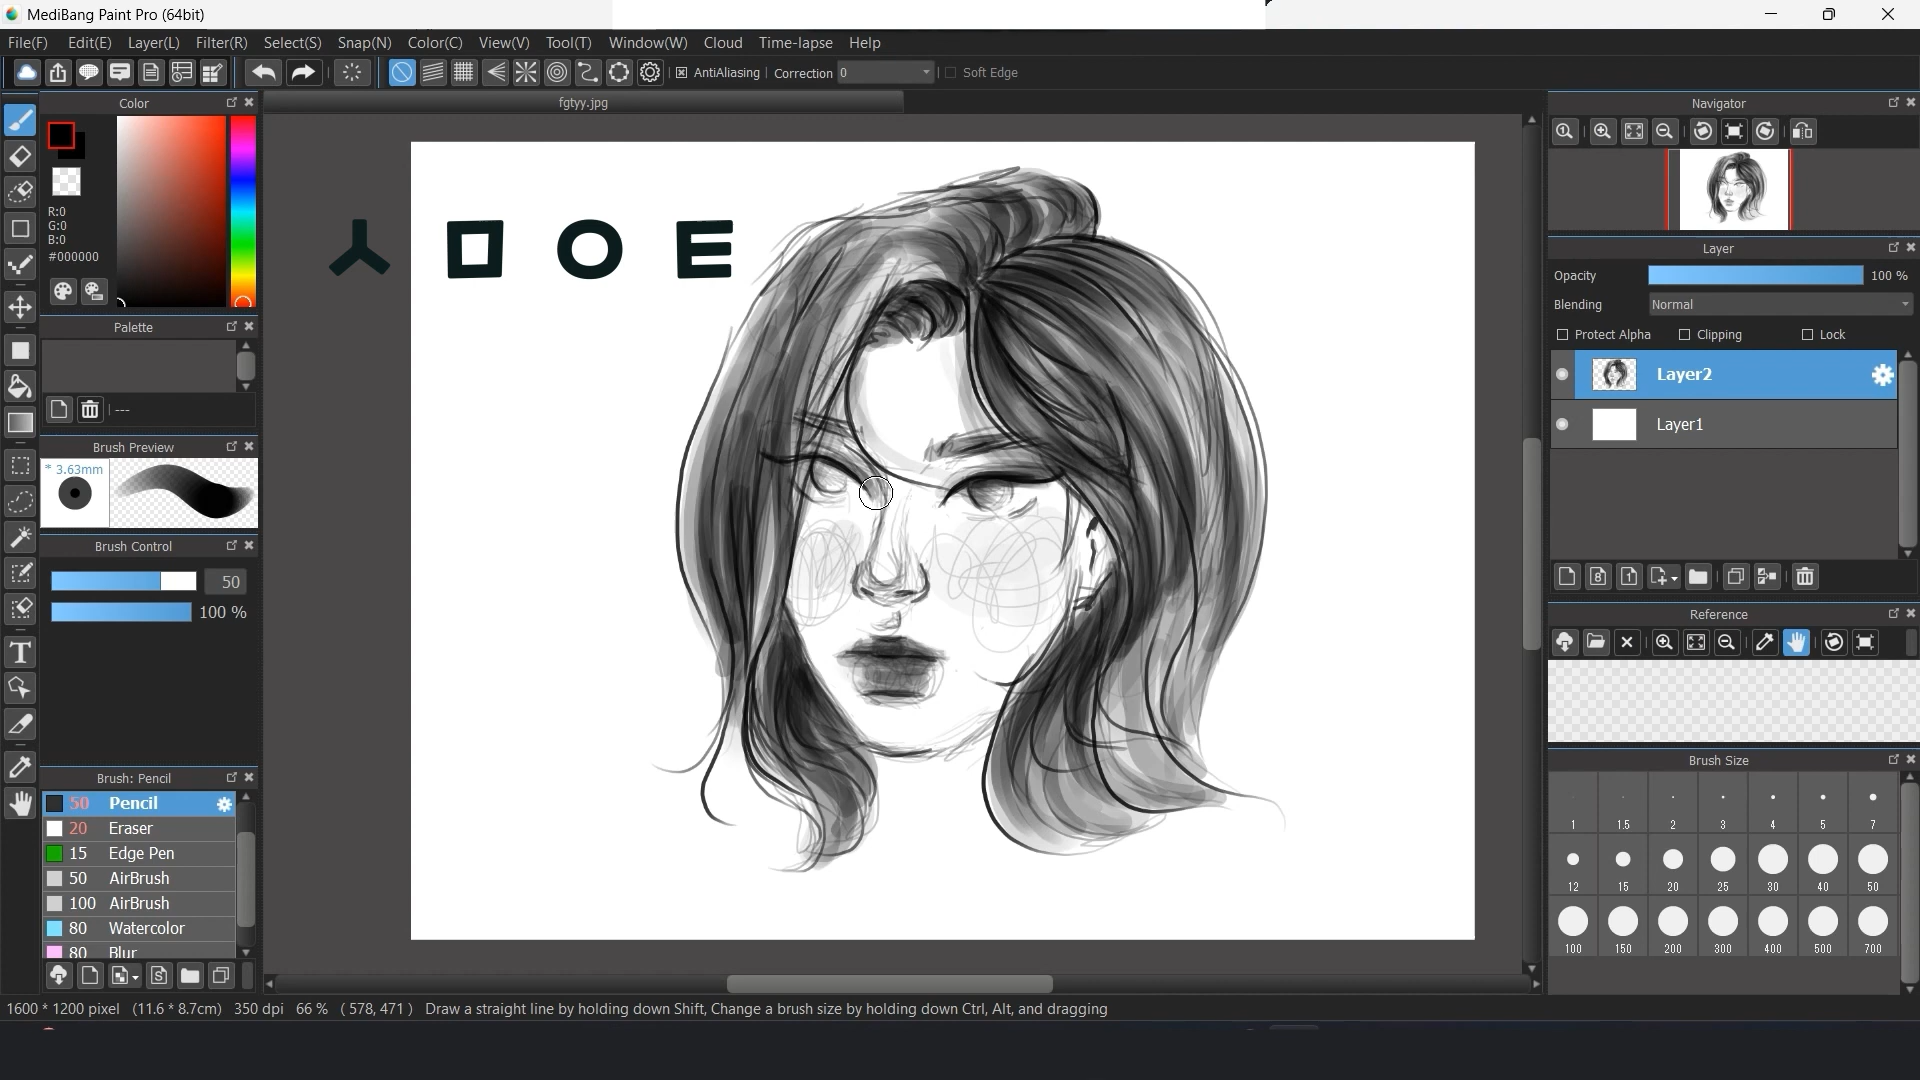 MediBang Paint Pro (64bit)
File(F) Edit(E) Layer(L) Filter(R) Select(S) Snap(N) Color(C) View(V) Tool(T) Window(W) Cloud Time-lapse Help
AntiAliasing Correction 0 Soft Edge
Color
fgtyy.jpg
Navigator
R:0
G:0
B:0
#000000
ㅅ ㅁ ㅇ ㅌ
Layer
Opacity 100 %
Blending Normal
Protect Alpha Clipping Lock
Layer2
Layer1
Palette
---
Brush Preview
* 3.63mm
Brush Control
50
100 %
Reference
Brush Size
1 1.5 2 3 4 5 7
12 15 20 25 30 40 50
100 150 200 300 400 500 700
Brush: Pencil
50 Pencil
20 Eraser
15 Edge Pen
50 AirBrush
100 AirBrush
80 Watercolor
80 Blur
1600 * 1200 pixel (11.6 * 8.7cm) 350 dpi 66 % ( 578, 471 ) Draw a straight line by holding down Shift, Change a brush size by holding down Ctrl, Alt, and dragging